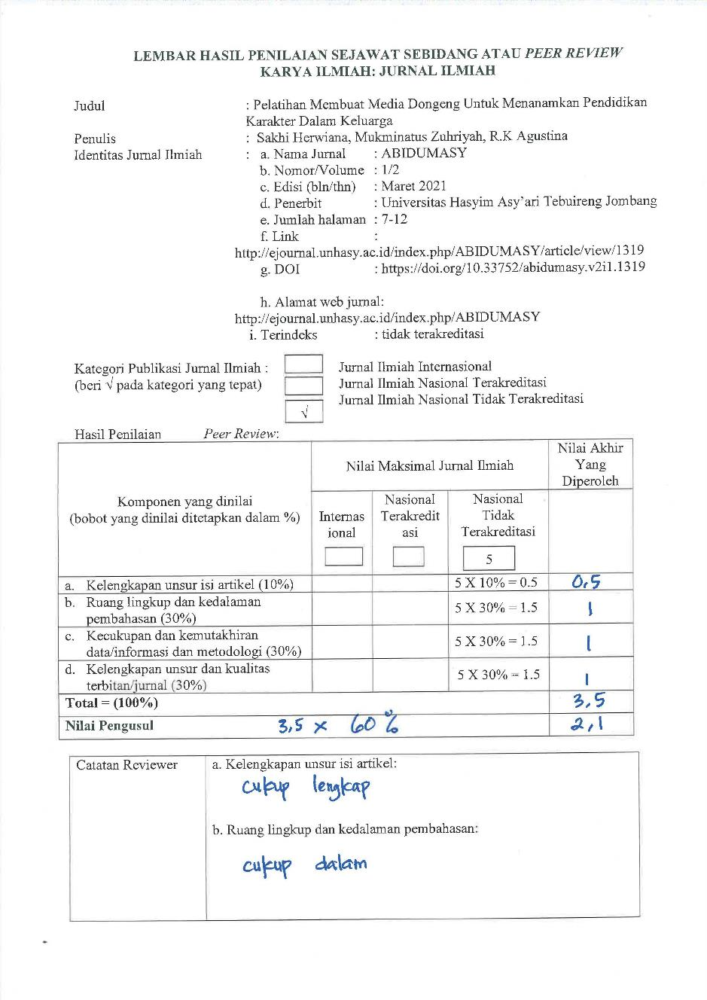 LEMBAR HASIL PENILAIAN SEJAWAT SEBIDANG ATAU PEER REVIEW
KARYA ILMIAH: JURNAL ILMIAH
Judul : Pelatihan Membuat Media Dongeng Untuk Menanamkan Pendidikan
Karakter Dalam Keluarga
Penulis : Sakhi Herwiana, Mukminatus Zuhriyah, R.K Agustina
Identitas Jurnal Ilmiah : a. Nama Jurnal : ABIDUMASY
b. Nomor/Volume : 1/2
c. Edisi (bln/thn) : Maret 2021
d. Penerbit : Universitas Hasyim Asy'ari Tebuireng Jombang
e. Jumlah halaman : 7-12
f. Link :
http://ejournal.unhasy.ac.id/index.php/ABIDUMASY/article/view/1319
g. DOI : https://doi.org/10.33752/abidumasy.v2i1.1319
h. Alamat web jurnal:
http://ejournal.unhasy.ac.id/index.php/ABIDUMASY
i. Terindeks : tidak terakreditasi
Kategori Publikasi Jurnal Ilmiah : Jurnal Ilmiah Internasional
(beri √ pada kategori yang tepat) Jurnal Ilmiah Nasional Terakreditasi
√ Jurnal Ilmiah Nasional Tidak Terakreditasi
Hasil Penilaian Peer Review:
Komponen yang dinilai
(bobot yang dinilai ditetapkan dalam %)
Nilai Maksimal Jurnal Ilmiah
Nilai Akhir
Yang
Diperoleh
Internas
ional
Nasional
Terakredit
asi
Nasional
Tidak
Terakreditasi
5
a. Kelengkapan unsur isi artikel (10%) 5 X 10% = 0.5 0,5
b. Ruang lingkup dan kedalaman
pembahasan (30%) 5 X 30% = 1.5 1
c. Kecukupan dan kemutakhiran
data/informasi dan metodologi (30%) 5 X 30% = 1.5 1
d. Kelengkapan unsur dan kualitas
terbitan/jurnal (30%) 5 X 30% = 1.5 1
Total = (100%) 3,5
Nilai Pengusul 3,5 x 60 % 2,1
Catatan Reviewer a. Kelengkapan unsur isi artikel:
cukup lengkap
b. Ruang lingkup dan kedalaman pembahasan:
cukup dalam